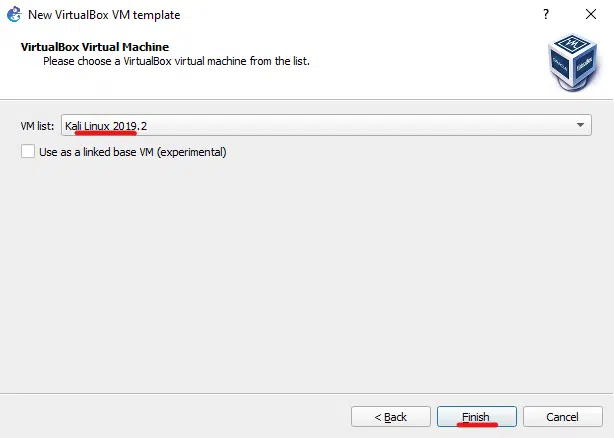 New VirtualBox VM template
VirtualBox Virtual Machine
Please choose a VirtualBox virtual machine from the list.
VM list: Kali Linux 2019.2
Use as a linked base VM (experimental)
< Back Finish Cancel